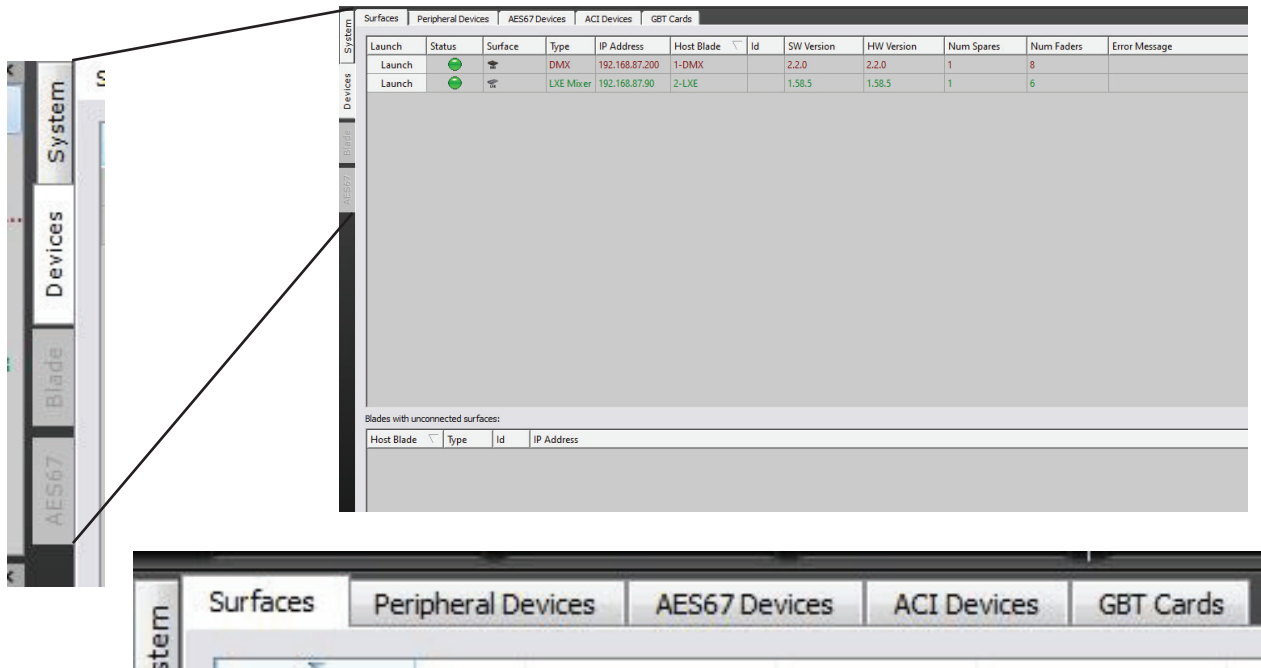 System
Devices
Blade
AES67
S
System
Devices
Blade
AES67
Surfaces Peripheral Devices AES67 Devices ACI Devices GBT Cards
Launch Status Surface Type IP Address Host Blade Id SW Version HW Version Num Spares Num Faders Error Message
Launch DMX 192.168.87.200 1-DMX 2.2.0 2.2.0 1 8
Launch LXE Mixer 192.168.87.90 2-LXE 1.58.5 1.58.5 1 6
Blades with unconnected surfaces:
Host Blade Type Id IP Address
stem
Surfaces Peripheral Devices AES67 Devices ACI Devices GBT Cards